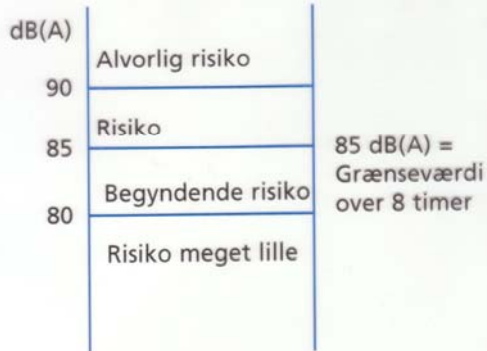 dB(A)
Alvorlig risiko
90
Risiko
85
85 dB(A) =
Grænseværdi
over 8 timer
Begyndende risiko
80
Risiko meget lille